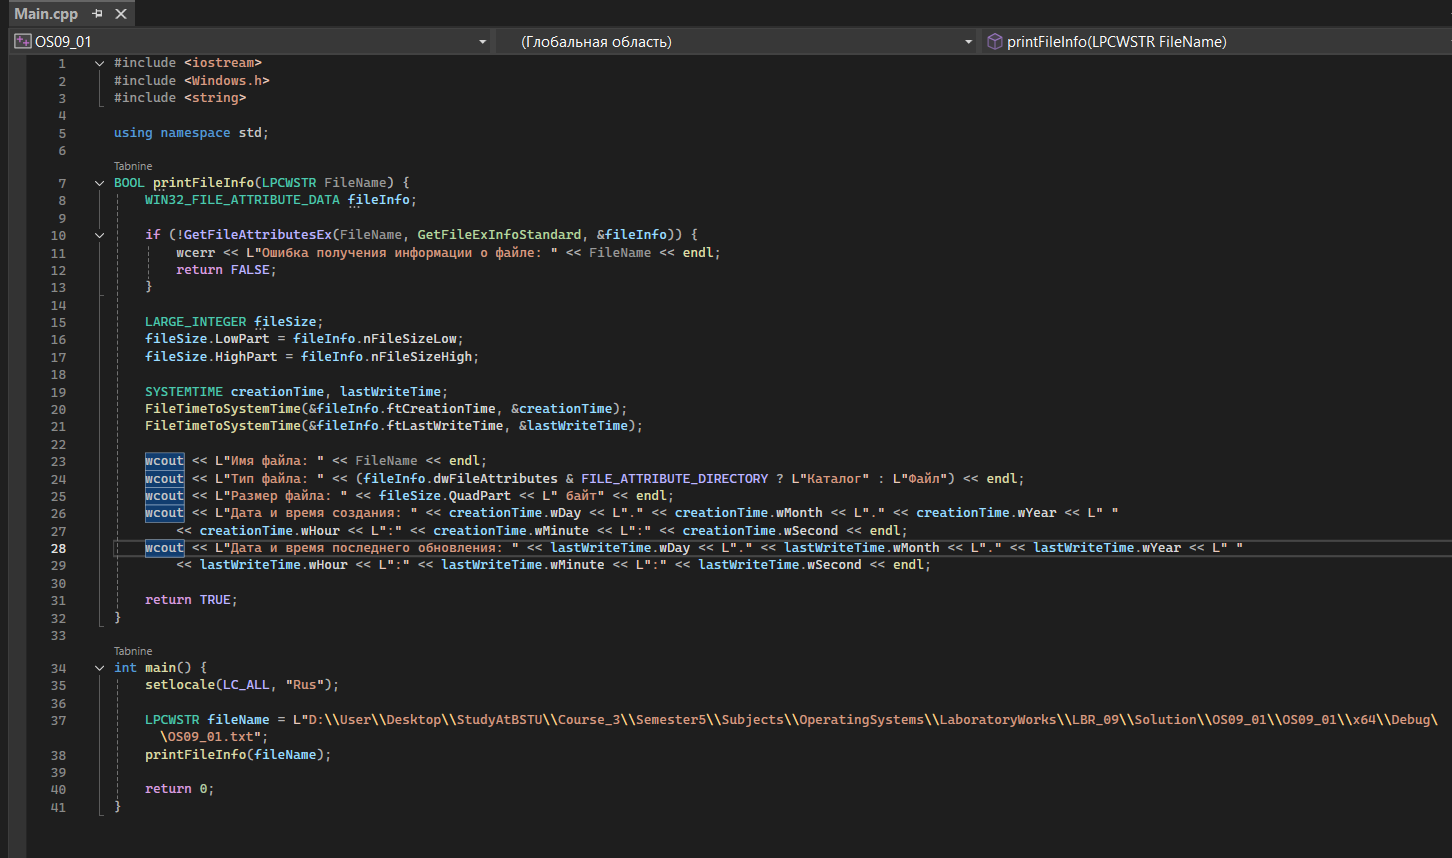 Main.cpp
OS09_01 (Глобальная область) printFileInfo(LPCWSTR FileName)
1 #include <iostream>
2 #include <Windows.h>
3 #include <string>
4
5 using namespace std;
6
Tabnine
7 BOOL printFileInfo(LPCWSTR FileName) {
8 WIN32_FILE_ATTRIBUTE_DATA fileInfo;
9
10 if (!GetFileAttributesEx(FileName, GetFileExInfoStandard, &fileInfo)) {
11 wcerr << L"Ошибка получения информации о файле: " << FileName << endl;
12 return FALSE;
13 }
14
15 LARGE_INTEGER fileSize;
16 fileSize.LowPart = fileInfo.nFileSizeLow;
17 fileSize.HighPart = fileInfo.nFileSizeHigh;
18
19 SYSTEMTIME creationTime, lastWriteTime;
20 FileTimeToSystemTime(&fileInfo.ftCreationTime, &creationTime);
21 FileTimeToSystemTime(&fileInfo.ftLastWriteTime, &lastWriteTime);
22
23 wcout << L"Имя файла: " << FileName << endl;
24 wcout << L"Тип файла: " << (fileInfo.dwFileAttributes & FILE_ATTRIBUTE_DIRECTORY ? L"Каталог" : L"Файл") << endl;
25 wcout << L"Размер файла: " << fileSize.QuadPart << L" байт" << endl;
26 wcout << L"Дата и время создания: " << creationTime.wDay << L"." << creationTime.wMonth << L"." << creationTime.wYear << L" "
27 << creationTime.wHour << L":" << creationTime.wMinute << L":" << creationTime.wSecond << endl;
28 wcout << L"Дата и время последнего обновления: " << lastWriteTime.wDay << L"." << lastWriteTime.wMonth << L"." << lastWriteTime.wYear << L" "
29 << lastWriteTime.wHour << L":" << lastWriteTime.wMinute << L":" << lastWriteTime.wSecond << endl;
30
31 return TRUE;
32 }
33
Tabnine
34 int main() {
35 setlocale(LC_ALL, "Rus");
36
37 LPCWSTR fileName = L"D:\\User\\Desktop\\StudyAtBSTU\\Course_3\\Semester5\\Subjects\\OperatingSystems\\LaboratoryWorks\\LBR_09\\Solution\\OS09_01\\OS09_01\\x64\\Debug\
\OS09_01.txt";
38 printFileInfo(fileName);
39
40 return 0;
41 }